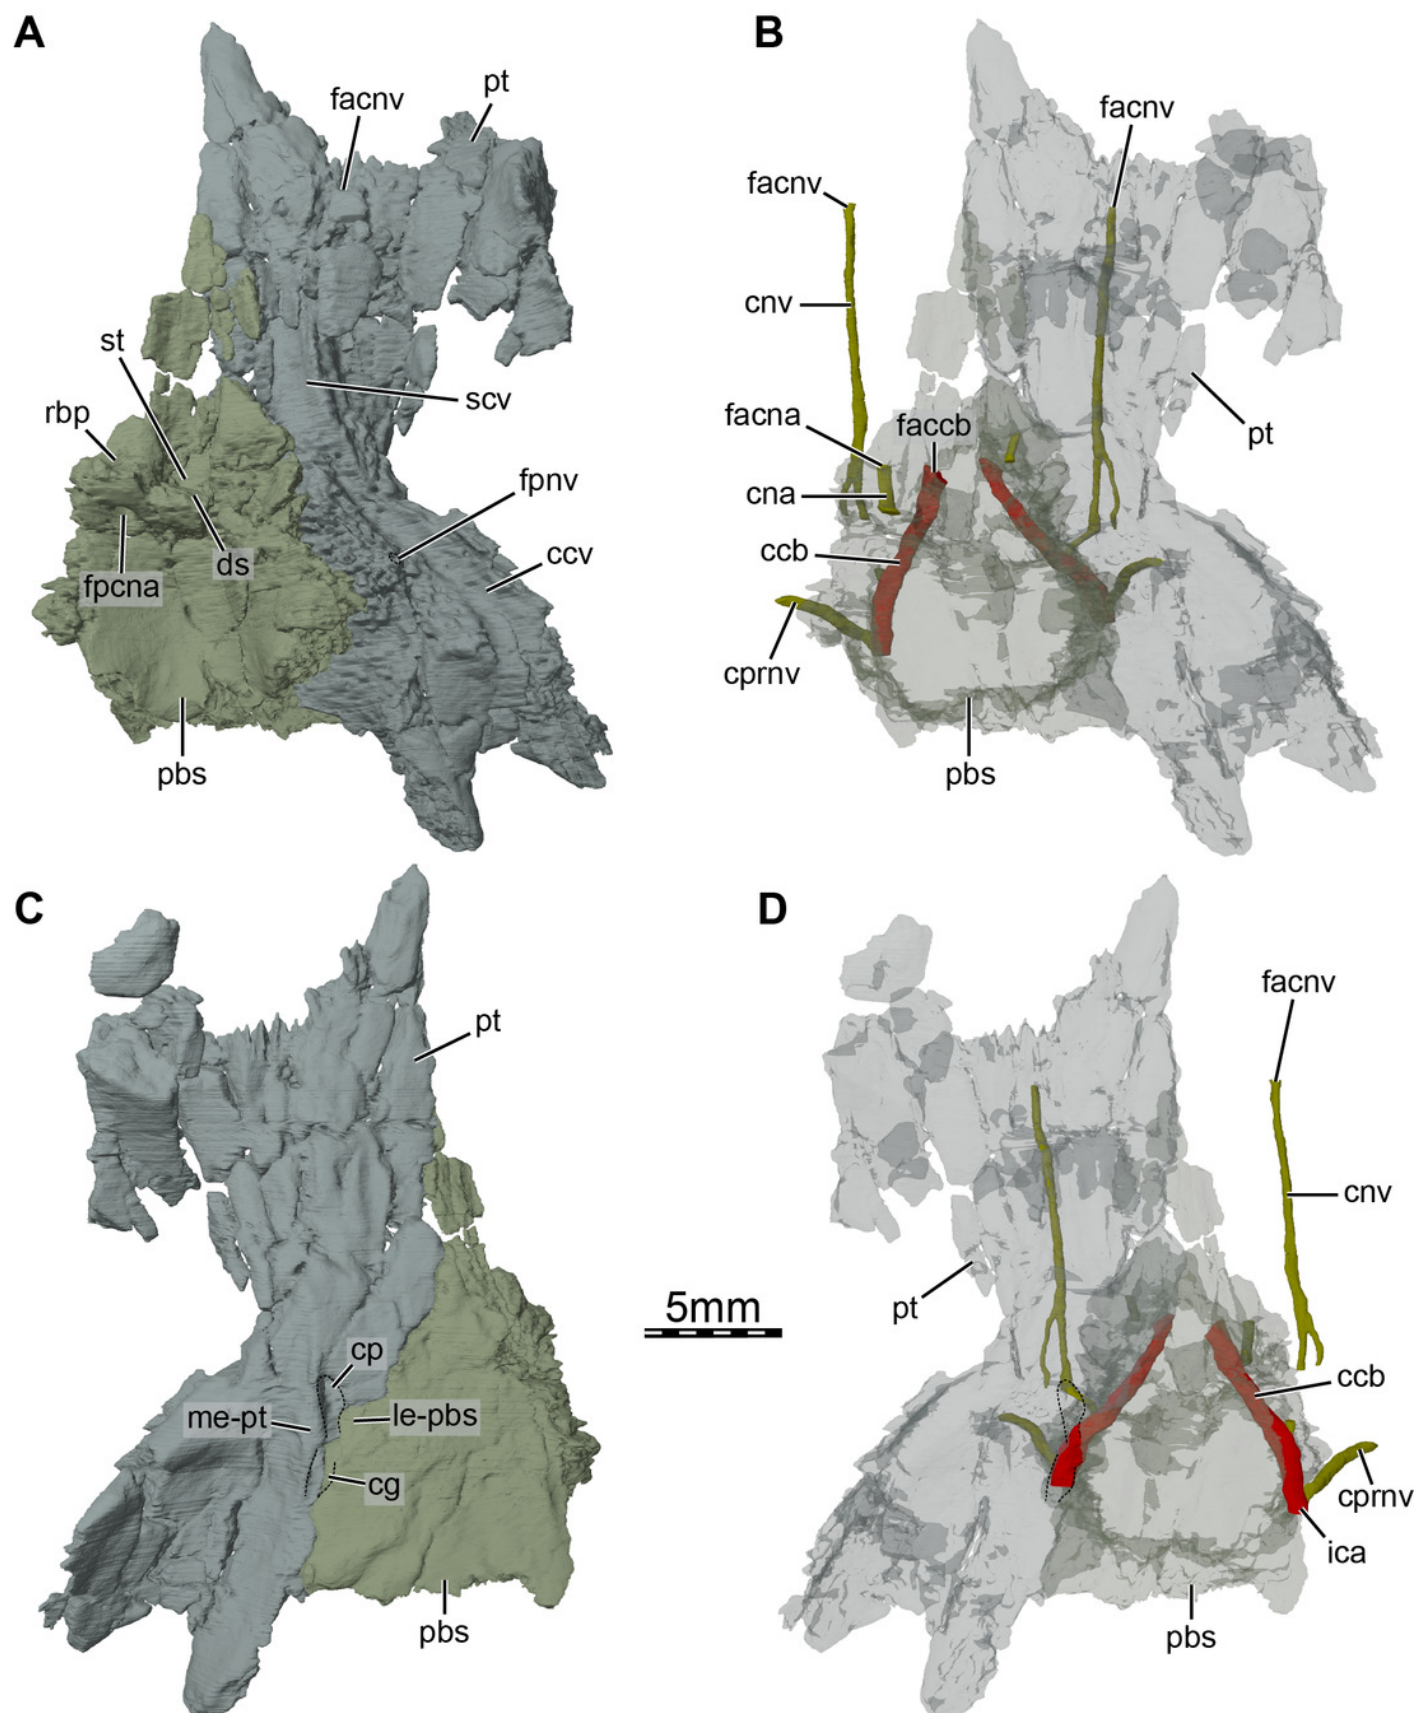 A
facnv
pt
st
rbp
scv
fpnv
ccv
fpcna
ds
pbs
B
facnv
facnv
cnv
facna
faccb
pt
cna
ccb
cprnv
pbs
C
pt
cp
me-pt
le-pbs
cg
pbs
5mm
D
facnv
cnv
pt
ccb
cprnv
ica
pbs